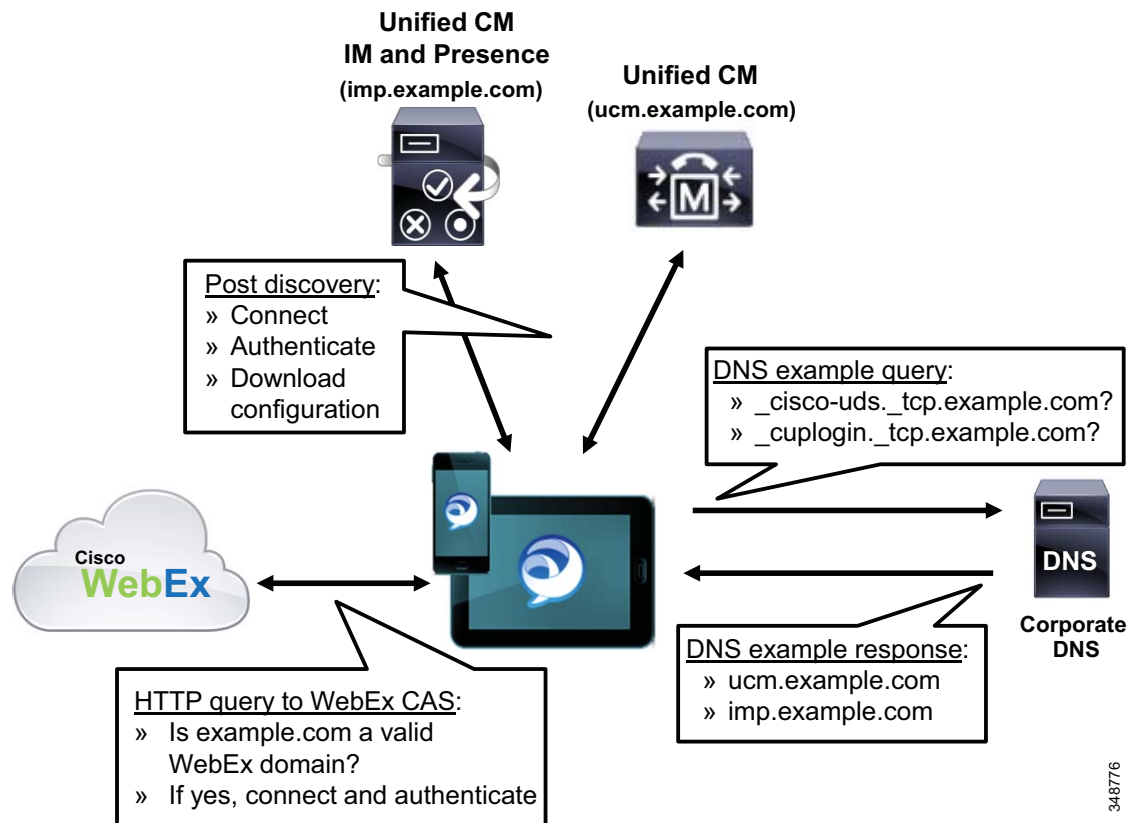 Unified CM
IM and Presence
(imp.example.com)
Unified CM
(ucm.example.com)
M
Post discovery:
» Connect
» Authenticate
» Download
configuration
DNS example query:
» _cisco-uds._tcp.example.com?
» _cuplogin._tcp.example.com?
Cisco
WebEx
DNS
Corporate
DNS
DNS example response:
» ucm.example.com
» imp.example.com
HTTP query to WebEx CAS:
» Is example.com a valid
WebEx domain?
» If yes, connect and authenticate
348776